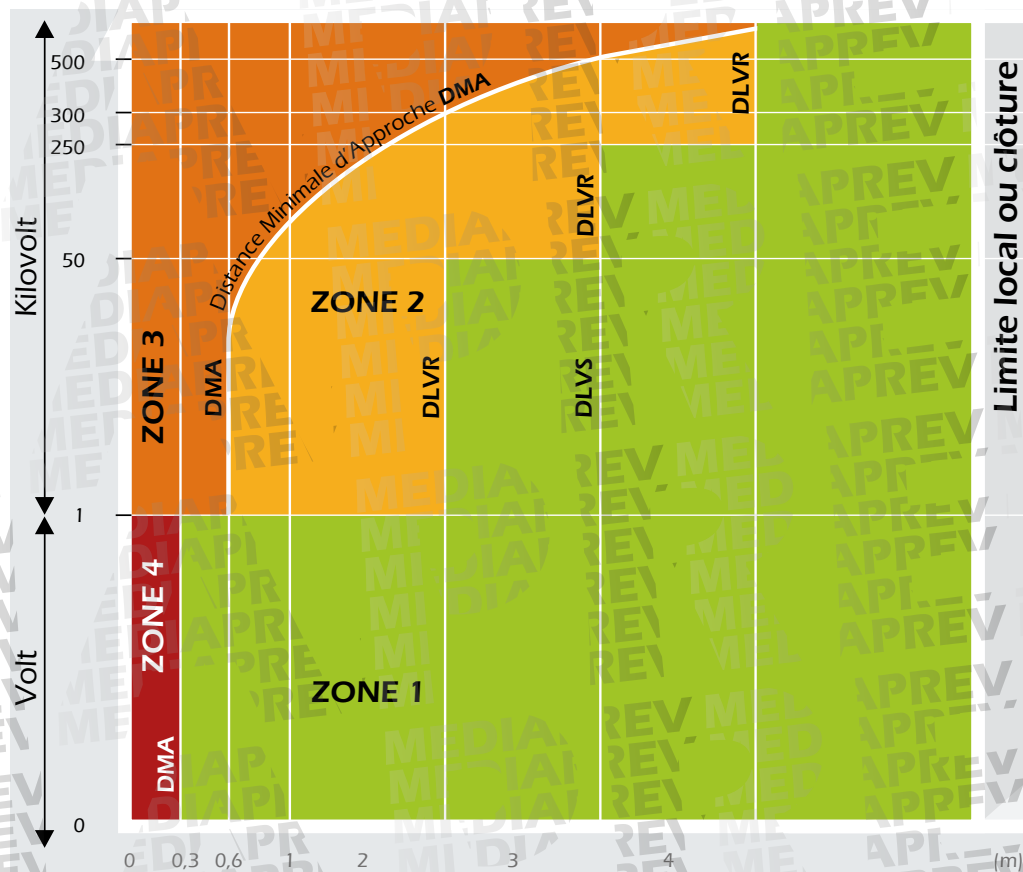 Kilovolt
Volt
500
300
250
50
1
0
Distance Minimale d'Approche DMA
DLVR
DLVR
ZONE 2
ZONE 3
DMA
DLVR
DLVS
ZONE 4
DMA
ZONE 1
Limite local ou clôture
0 0,3 0,6 1 2 3 4 (m)